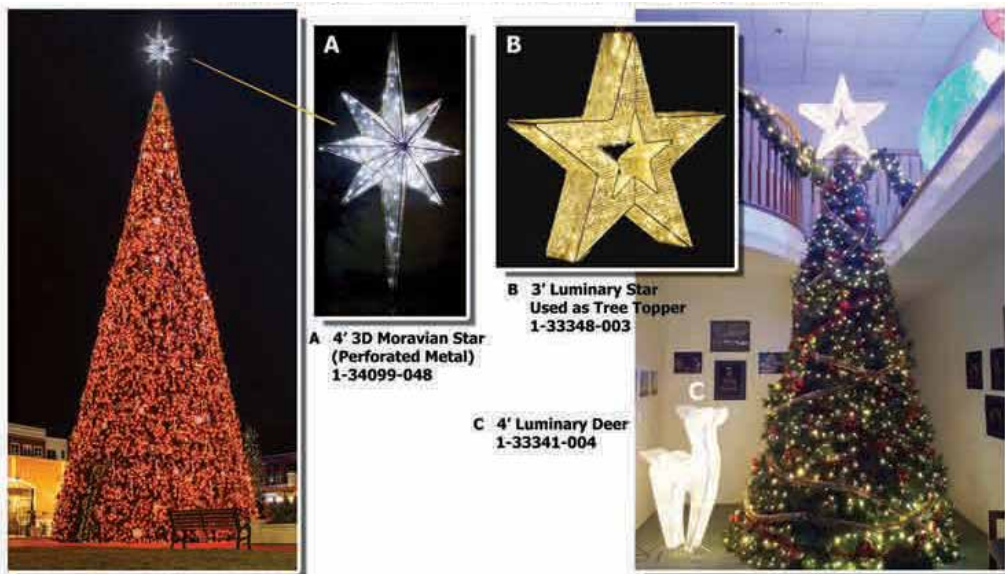 A
B
A 4' 3D Moravian Star
(Perforated Metal)
1-34099-048
B 3' Luminary Star
Used as Tree Topper
1-33348-003
C
C 4' Luminary Deer
1-33341-004